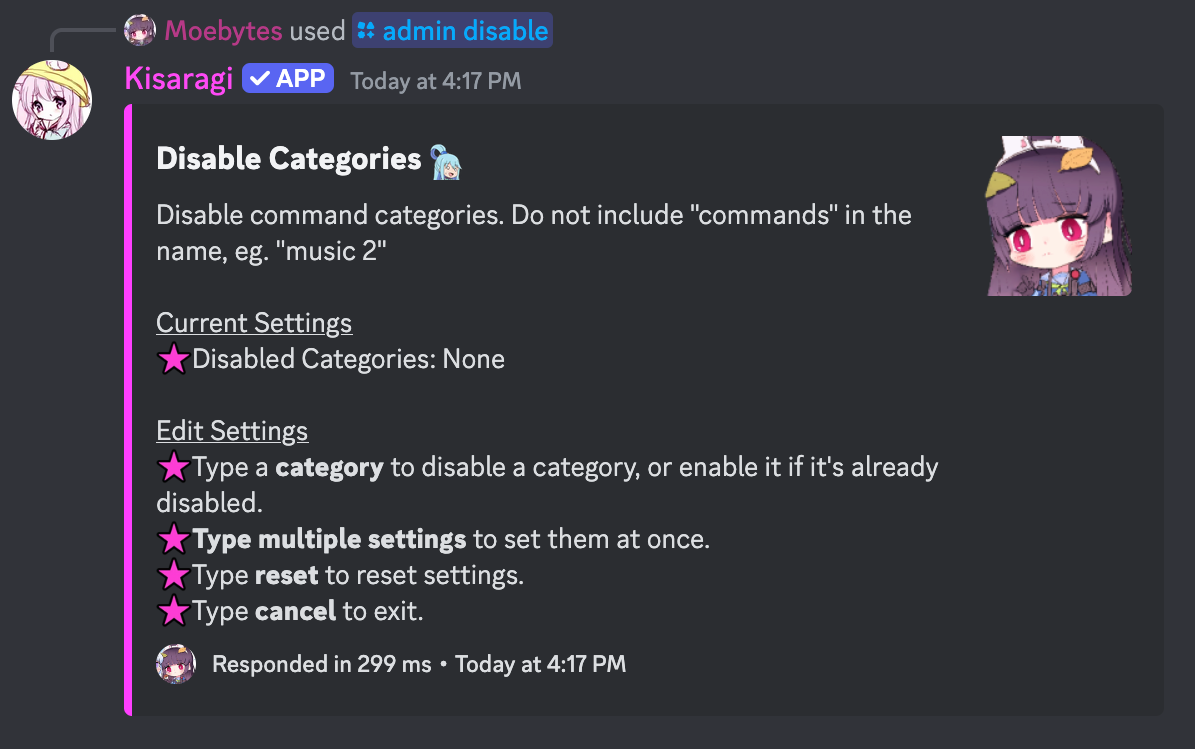 Moebytes used admin disable
Kisaragi APP Today at 4:17 PM
Disable Categories
Disable command categories. Do not include "commands" in the
name, eg. "music 2"
Current Settings
Disabled Categories: None
Edit Settings
Type a category to disable a category, or enable it if it's already
disabled.
Type multiple settings to set them at once.
Type reset to reset settings.
Type cancel to exit.
Responded in 299 ms • Today at 4:17 PM